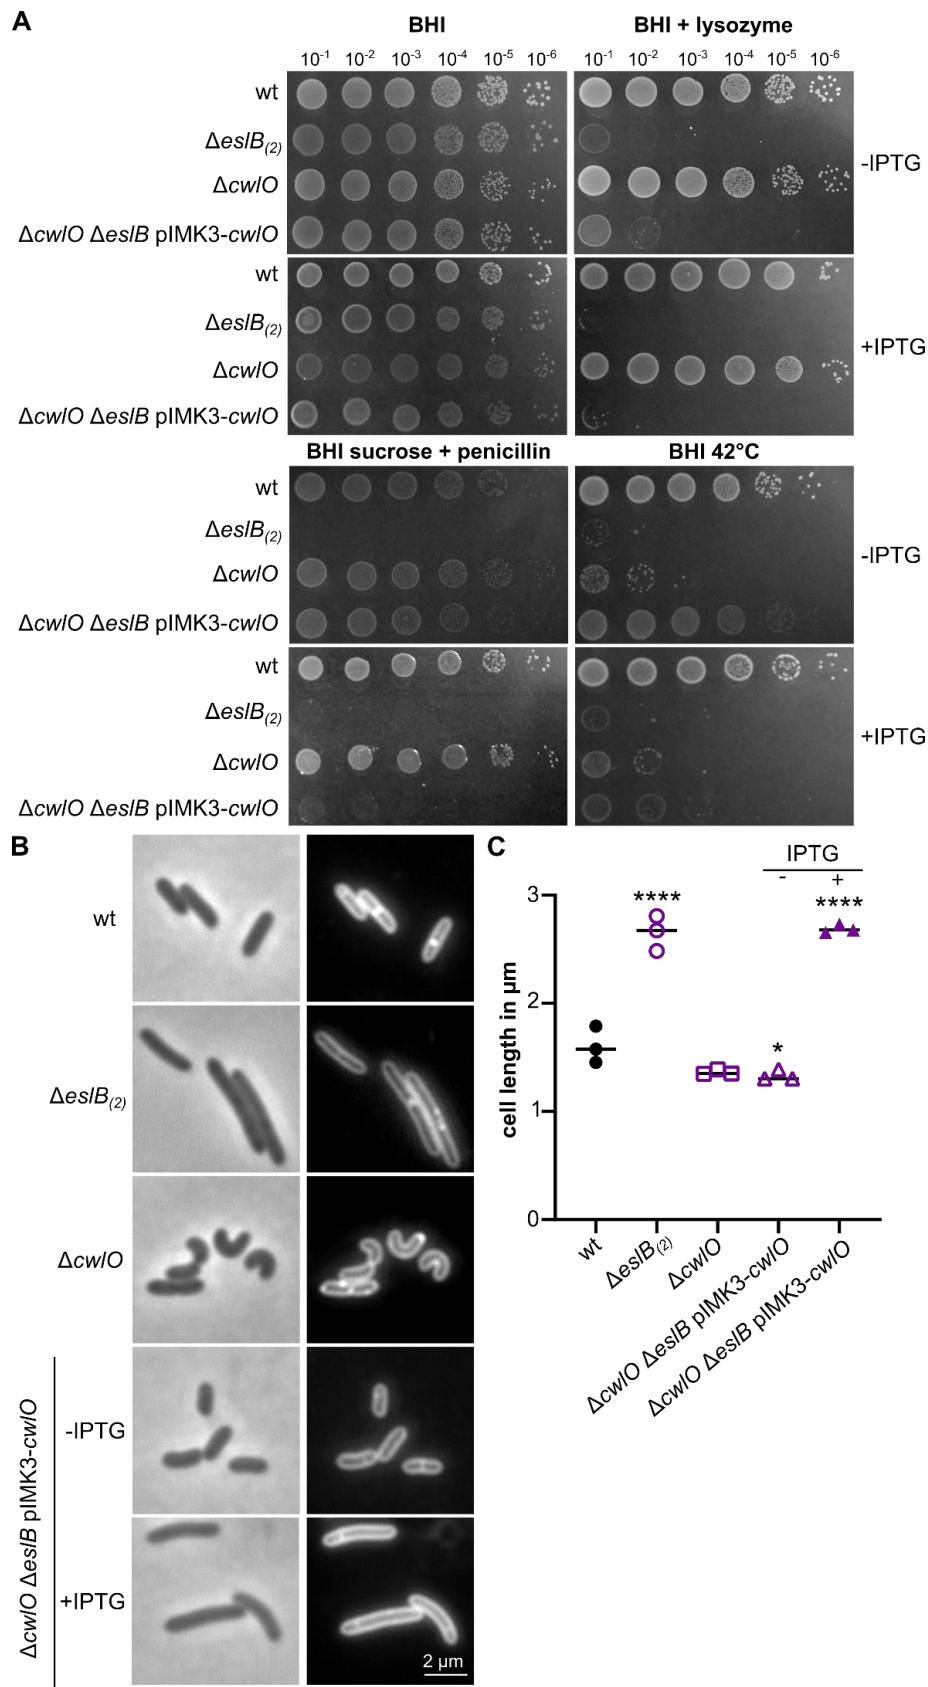 A
BHI
BHI + lysozyme
10⁻¹ 10⁻² 10⁻³ 10⁻⁴ 10⁻⁵ 10⁻⁶
10⁻¹ 10⁻² 10⁻³ 10⁻⁴ 10⁻⁵ 10⁻⁶
wt
ΔeslB(2)
ΔcwlO
ΔcwlO ΔeslB pIMK3-cwlO
-IPTG
wt
ΔeslB(2)
ΔcwlO
ΔcwlO ΔeslB pIMK3-cwlO
+IPTG
BHI sucrose + penicillin
BHI 42°C
wt
ΔeslB(2)
ΔcwlO
ΔcwlO ΔeslB pIMK3-cwlO
-IPTG
wt
ΔeslB(2)
ΔcwlO
ΔcwlO ΔeslB pIMK3-cwlO
+IPTG
B
wt
ΔeslB(2)
ΔcwlO
ΔcwlO ΔeslB pIMK3-cwlO
-IPTG
+IPTG
2 µm
C
IPTG
- +
****
****
*
cell length in µm
3
2
1
0
wt
ΔeslB(2)
ΔcwlO
ΔcwlO ΔeslB pIMK3-cwlO
ΔcwlO ΔeslB pIMK3-cwlO